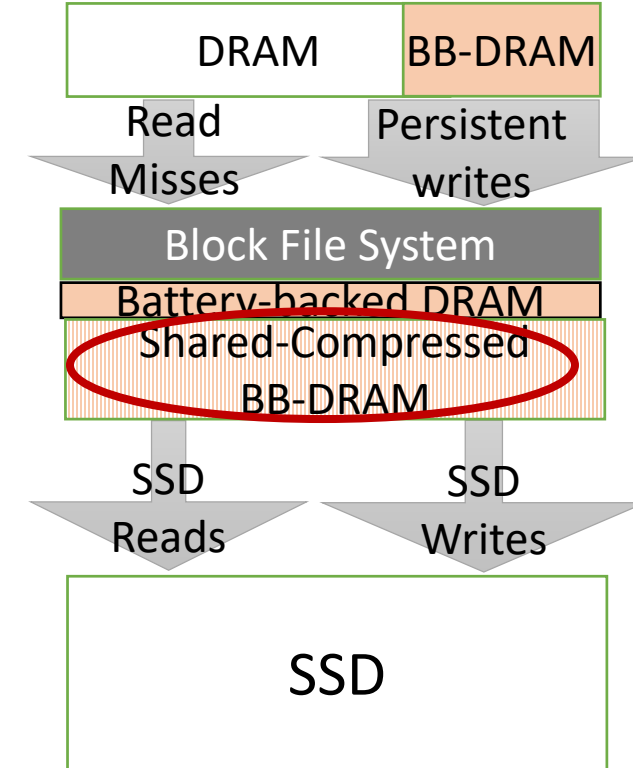 DRAM BB-DRAM
Read Persistent
Misses writes
Block File System
Battery-backed DRAM
Shared-Compressed
BB-DRAM
SSD SSD
Reads Writes
SSD